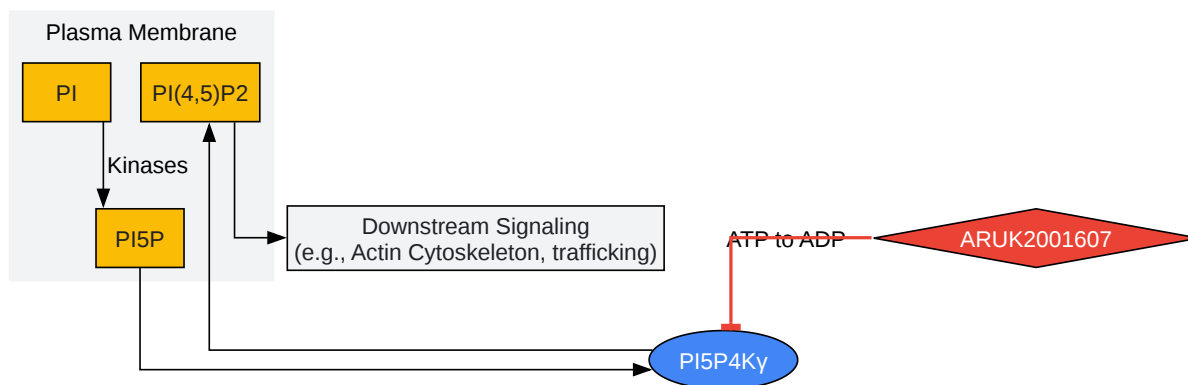 Plasma Membrane
PI
PI(4,5)P2
Kinases
PI5P
Downstream Signaling
(e.g., Actin Cytoskeleton, trafficking)
ATP to ADP
ARUK2001607
PI5P4Kγ